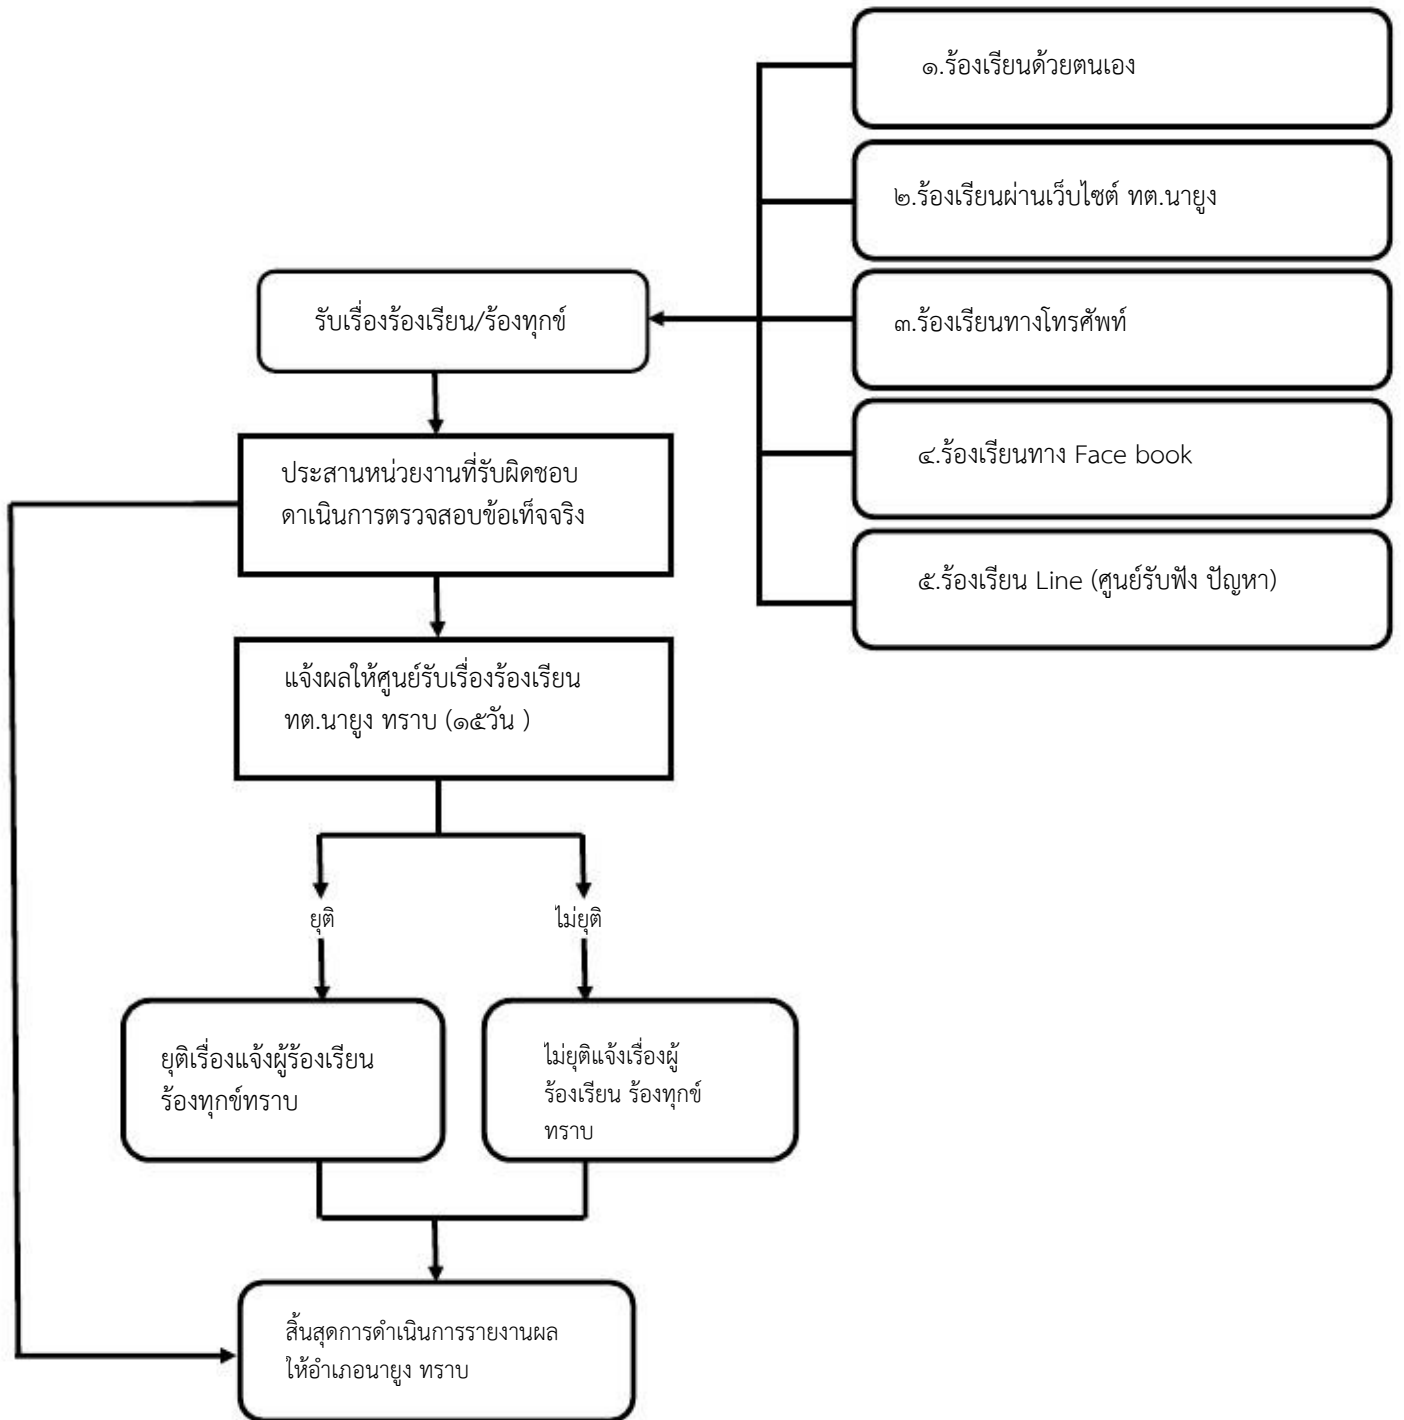 ๑.ร้องเรียนด้วยตนเอง
๒.ร้องเรียนผ่านเว็บไซต์ ทต.นายูง
รับเรื่องร้องเรียน/ร้องทุกข์
๓.ร้องเรียนทางโทรศัพท์
๔.ร้องเรียนทาง Face book
ประสานหน่วยงานที่รับผิดชอบ
ดาเนินการตรวจสอบข้อเท็จจริง
๕.ร้องเรียน Line (ศูนย์รับฟัง ปัญหา)
แจ้งผลให้ศูนย์รับเรื่องร้องเรียน
ทต.นายูง ทราบ (๑๕วัน )
ยุติ
ไม่ยุติ
ยุติเรื่องแจ้งผู้ร้องเรียน
ร้องทุกข์ทราบ
ไม่ยุติแจ้งเรื่องผู้
ร้องเรียน ร้องทุกข์
ทราบ
สิ้นสุดการดำเนินการรายงานผล
ให้อำเภอนายูง ทราบ